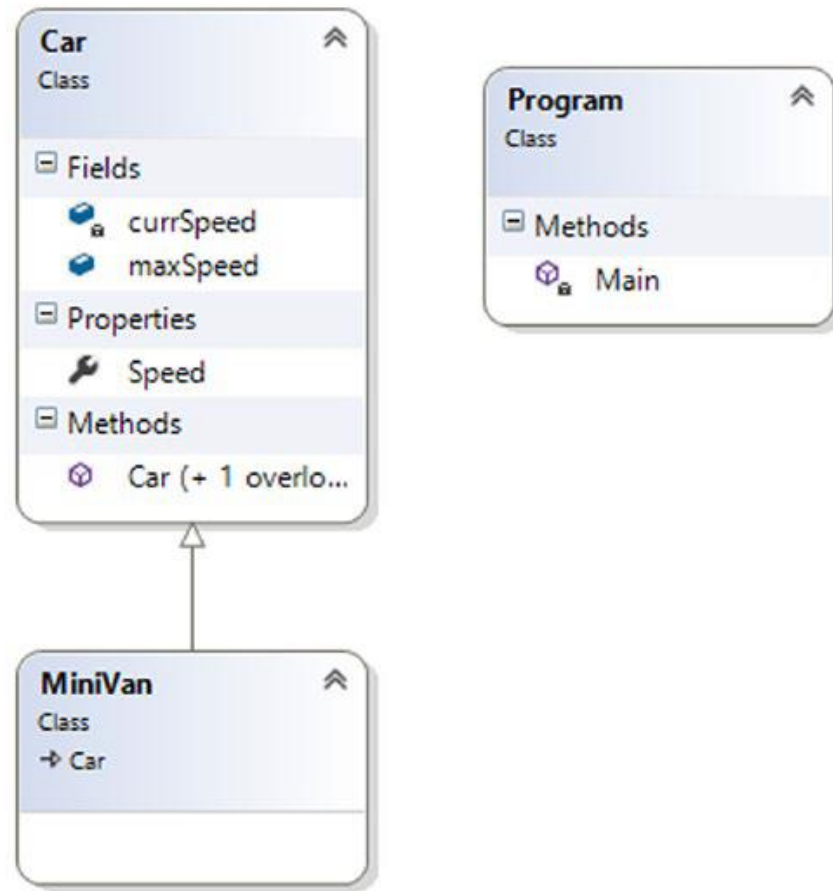 Car
Class
Fields
currSpeed
maxSpeed
Properties
Speed
Methods
Car (+ 1 overlo...
Program
Class
Methods
Main
MiniVan
Class
Car